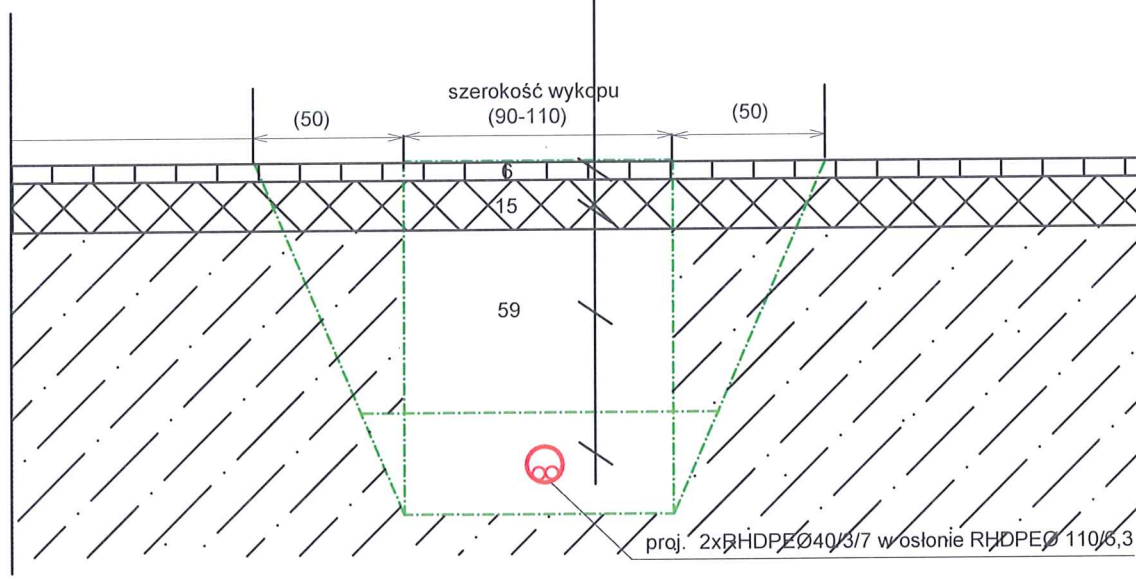 szerokość wykopu
(50) (90-110) (50)
6
15
59
proj. 2xRHDPEØ40/3/7 w osłonie RHDPEØ 110/6,3